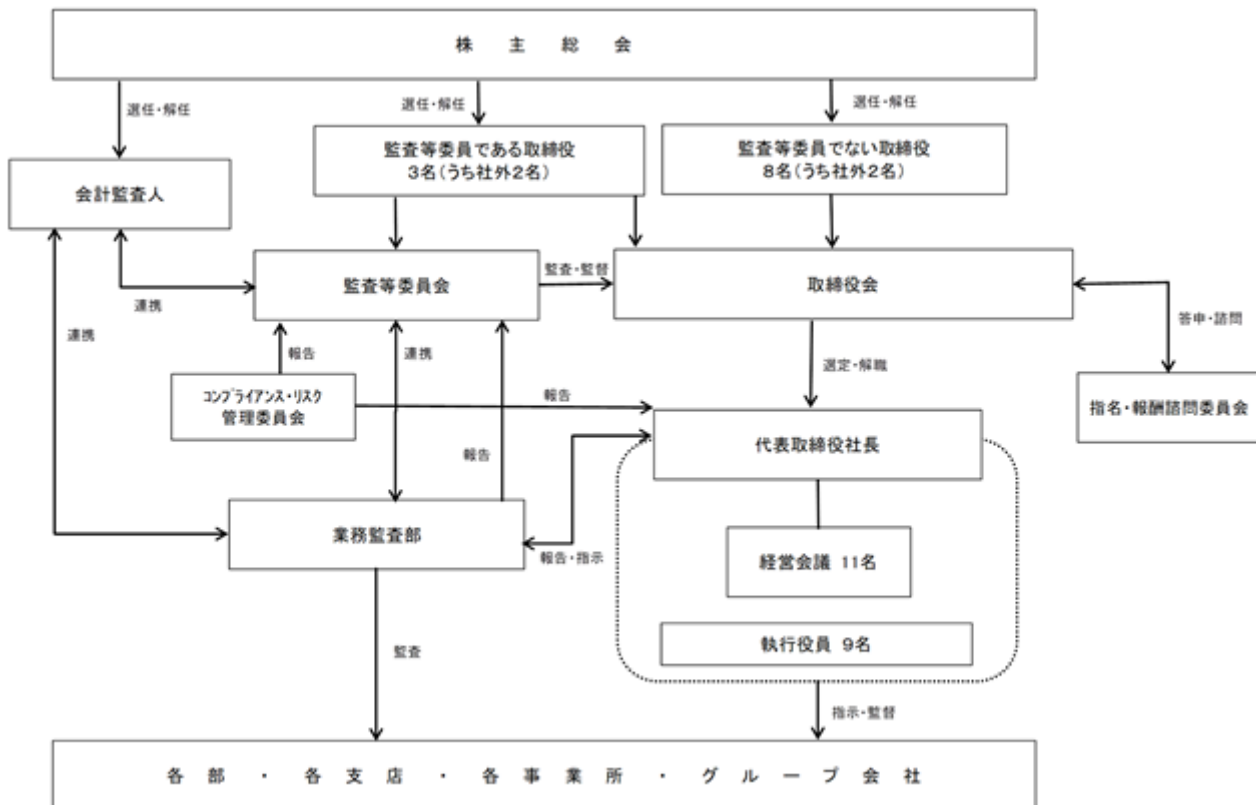 株主総会
選任・解任
選任・解任
選任・解任
監査等委員である取締役
3名(うち社外2名)
監査等委員でない取締役
8名(うち社外2名)
会計監査人
監査等委員会
監査・監督
取締役会
連携
連携
報告
連携
選定・解職
答申・諮問
コンプライアンス・リスク
管理委員会
報告
指名・報酬諮問委員会
代表取締役社長
報告
業務監査部
報告・指示
経営会議 11名
執行役員 9名
監査
指示・監督
各部・各支店・各事業所・グループ会社